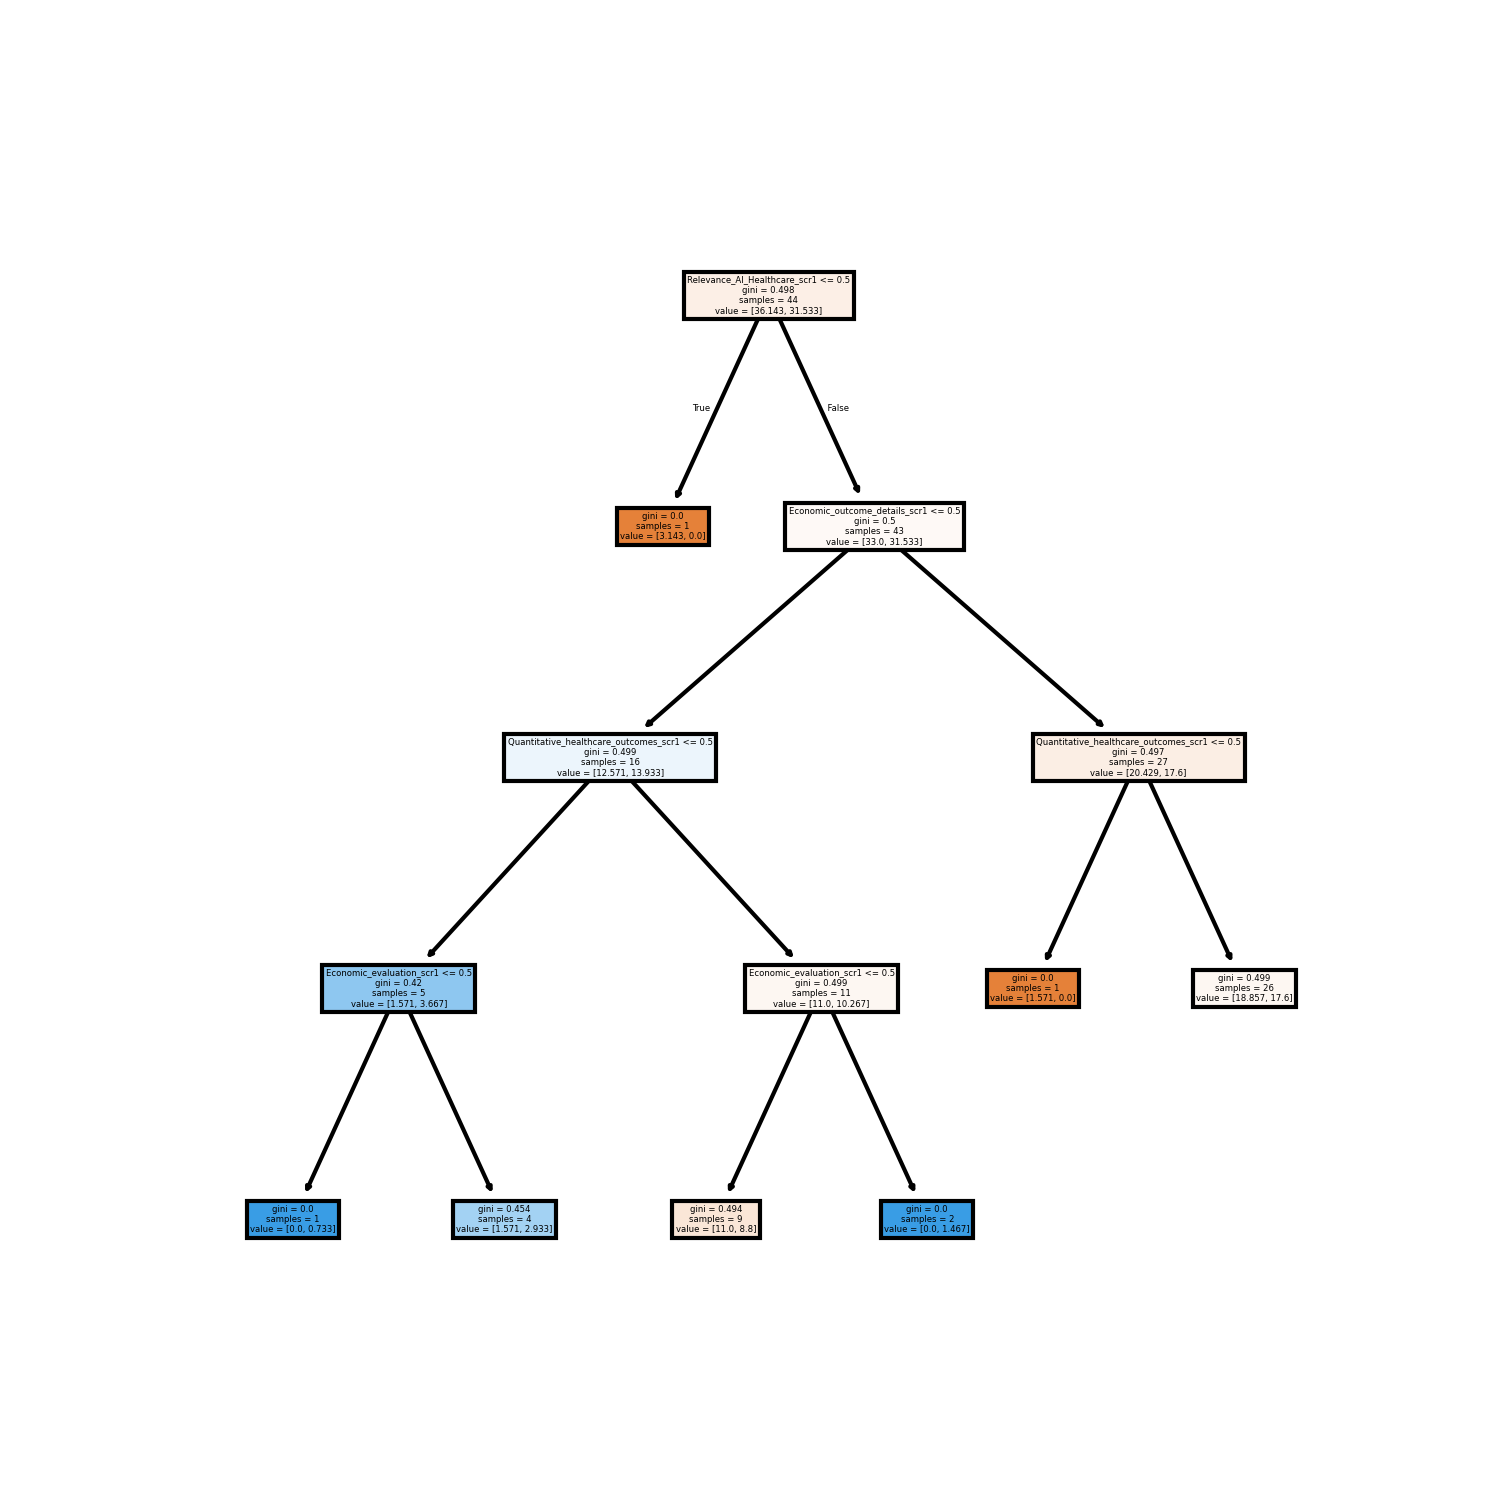 Relevance_AI_Healthcare_scr1 <= 0.5
gini = 0.498
samples = 44
value = [36.143, 31.533]
True
False
gini = 0.0
samples = 1
value = [3.143, 0.0]
Economic_outcome_details_scr1 <= 0.5
gini = 0.5
samples = 43
value = [33.0, 31.533]
Quantitative_healthcare_outcomes_scr1 <= 0.5
gini = 0.499
samples = 16
value = [12.571, 13.933]
Quantitative_healthcare_outcomes_scr1 <= 0.5
gini = 0.497
samples = 27
value = [20.429, 17.6]
Economic_evaluation_scr1 <= 0.5
gini = 0.42
samples = 5
value = [1.571, 3.667]
Economic_evaluation_scr1 <= 0.5
gini = 0.499
samples = 11
value = [11.0, 10.267]
gini = 0.0
samples = 1
value = [1.571, 0.0]
gini = 0.499
samples = 26
value = [18.857, 17.6]
gini = 0.0
samples = 1
value = [0.0, 0.733]
gini = 0.454
samples = 4
value = [1.571, 2.933]
gini = 0.494
samples = 9
value = [11.0, 8.8]
gini = 0.0
samples = 2
value = [0.0, 1.467]